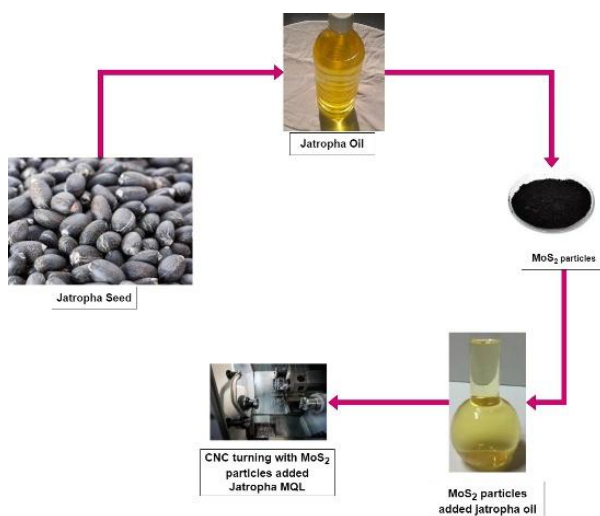 Jatropha Oil
MoS₂ particles
Jatropha Seed
CNC turning with MoS₂
particles added
Jatropha MQL
MoS₂ particles
added jatropha oil